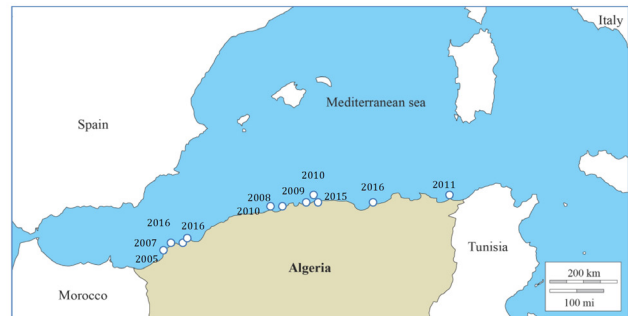 Italy
Mediterranean sea
Spain
2010
2011
2008
2009
2015
2016
2010
2016
2016
2007
2005
Tunisia
Algeria
Morocco
200 km
100 mi